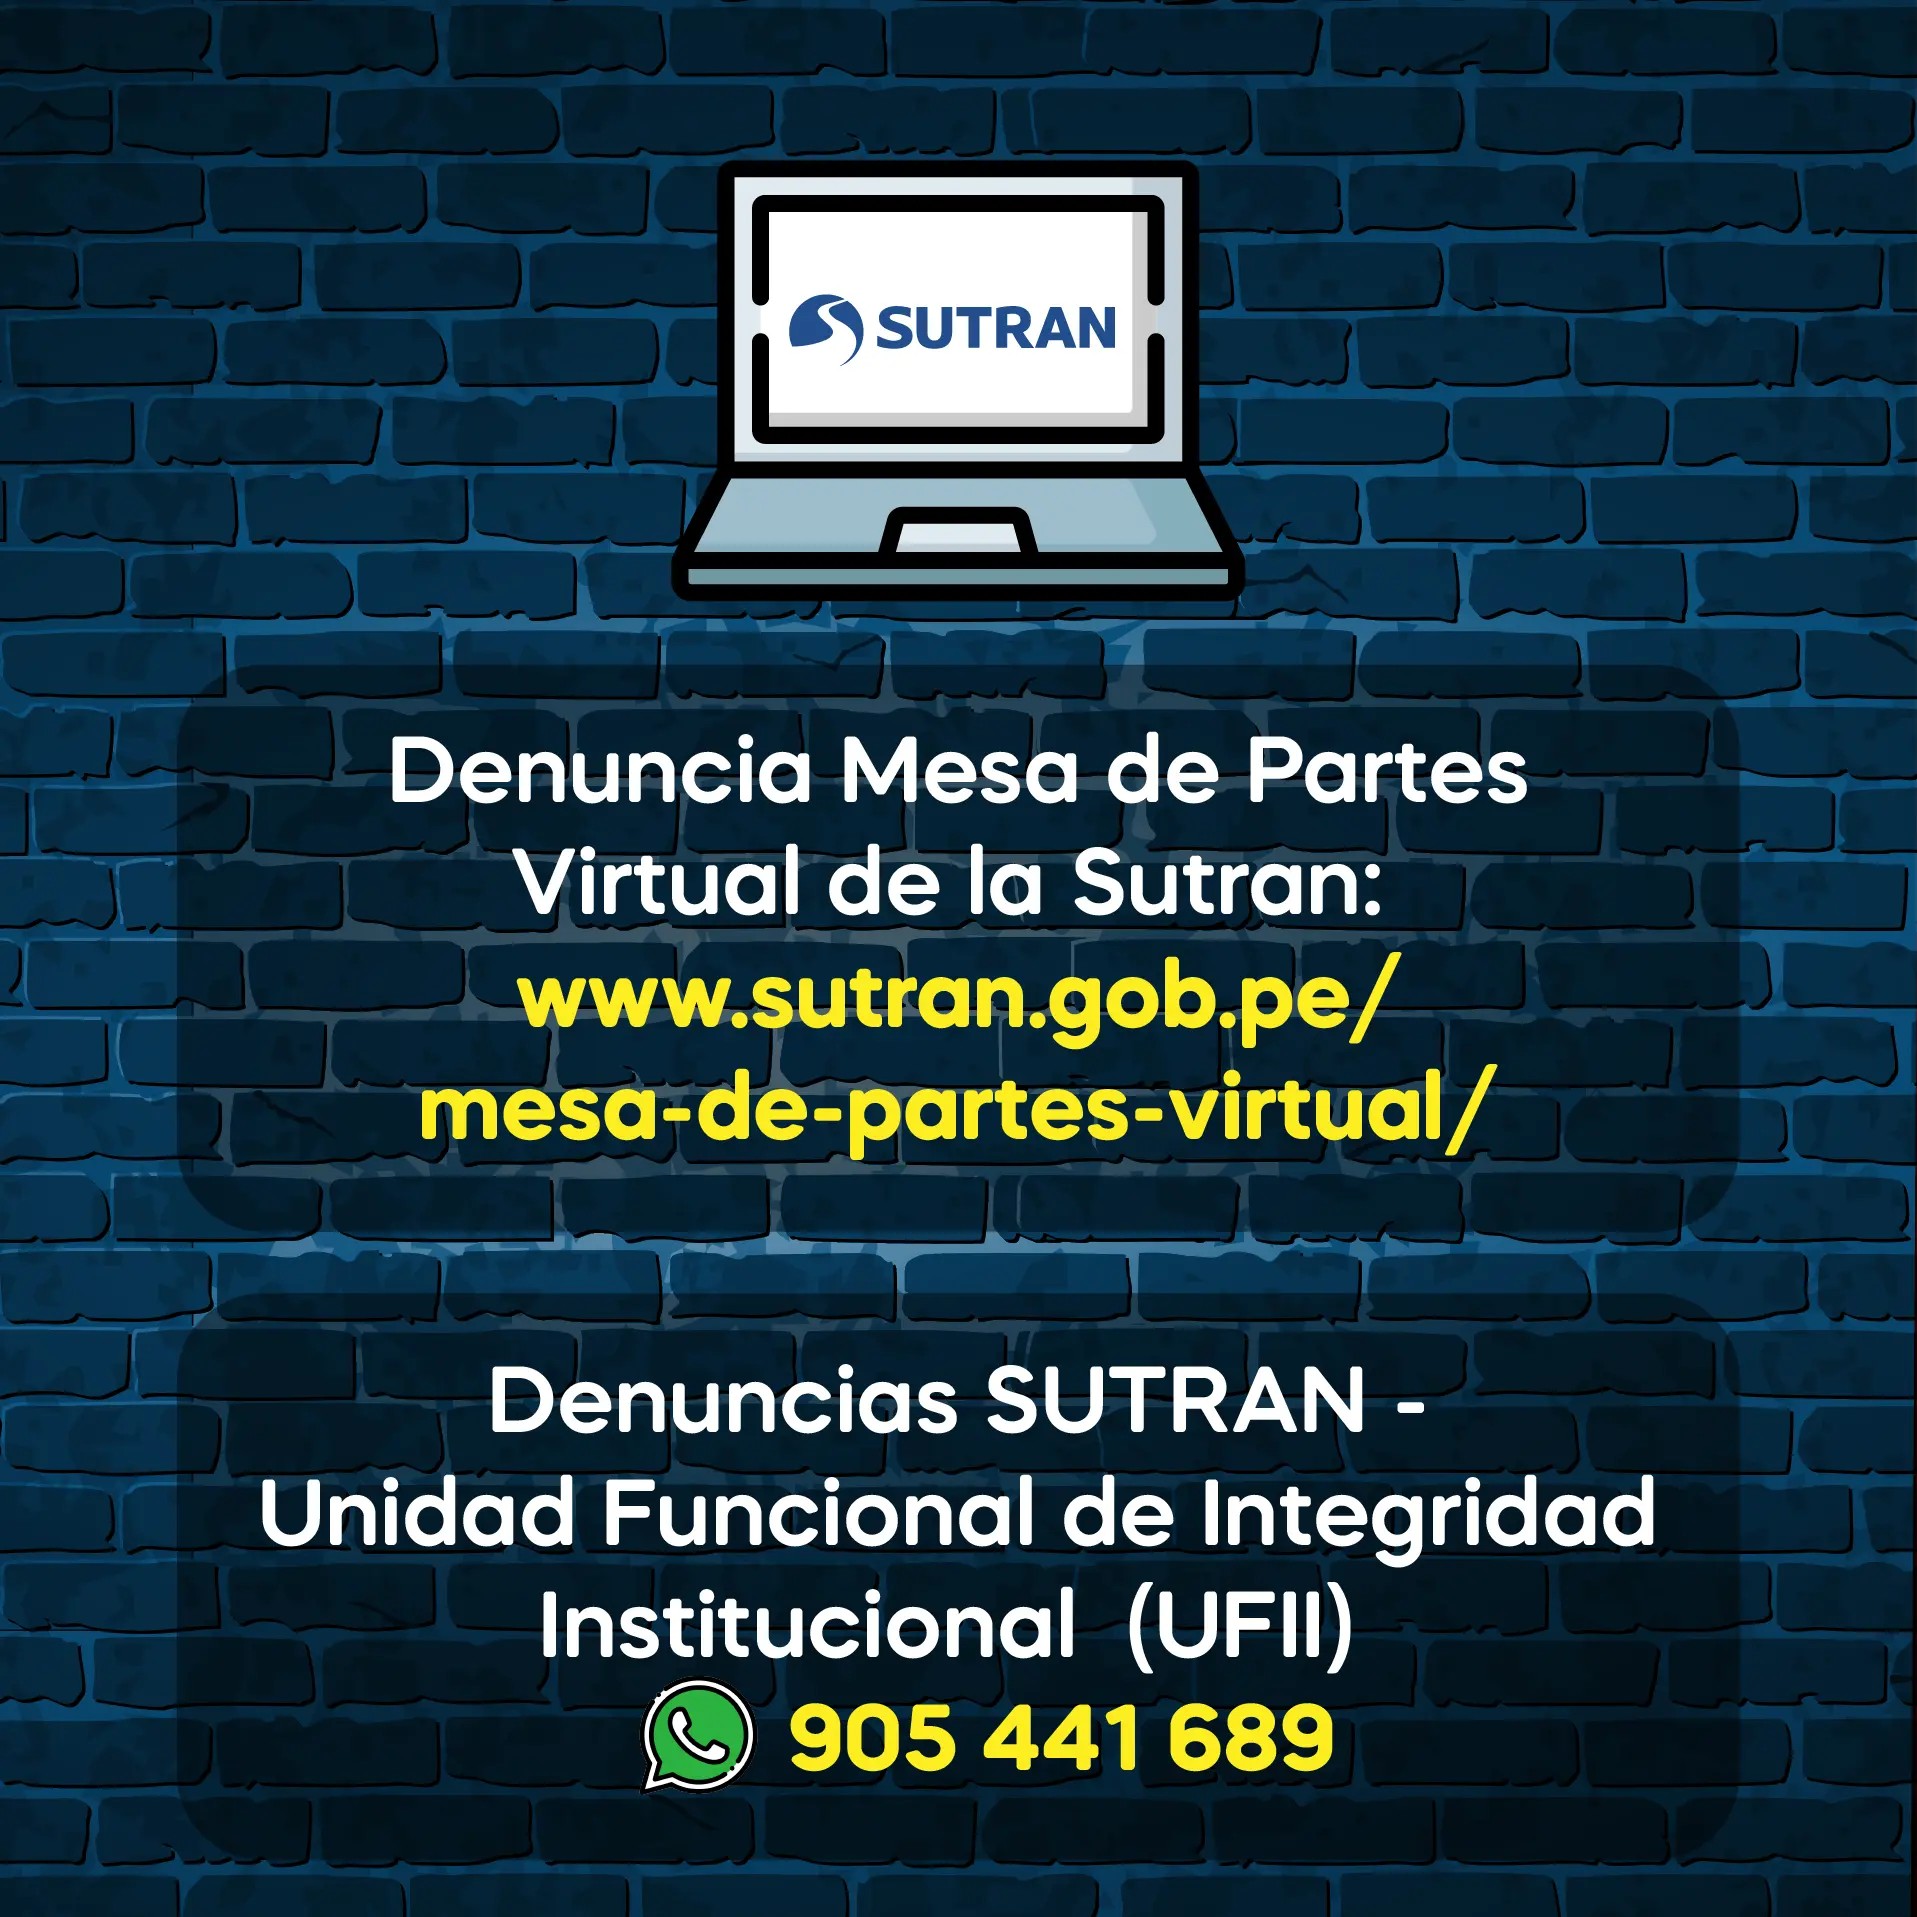 SUTRAN
Denuncia Mesa de Partes
Virtual de la Sutran:
www.sutran.gob.pe/
mesa-de-partes-virtual/
Denuncias SUTRAN -
Unidad Funcional de Integridad
Institucional (UFII)
905 441 689